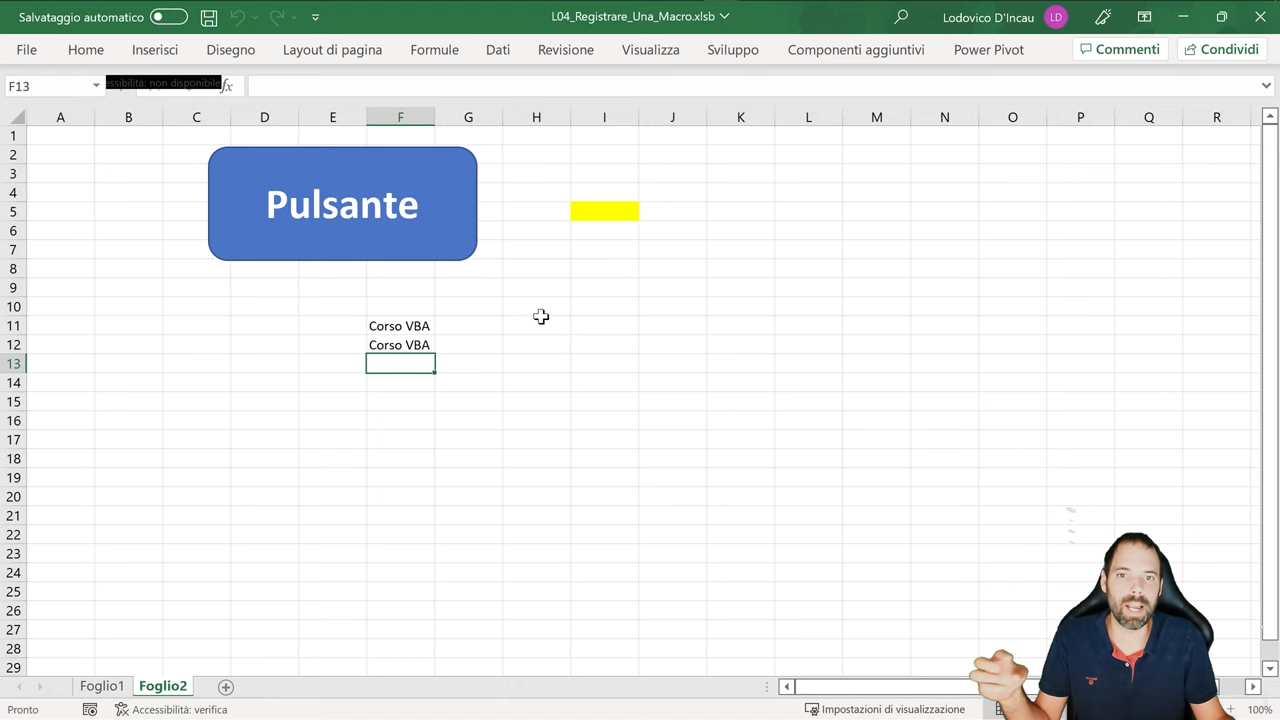 Salvataggio automatico
L04_Registrare_Una_Macro.xlsb
Lodovico D'Incau
LD
File Home Inserisci Disegno Layout di pagina Formule Dati Revisione Visualizza Sviluppo Componenti aggiuntivi Power Pivot Commenti Condividi
F13
essibilità: non disponibile
fx
A B C D E F G H I J K L M N O P Q R
1
2
3
4
Pulsante
5
6
7
8
9
10
11 Corso VBA
12 Corso VBA
13
14
15
16
17
18
19
20
21
22
23
24
25
26
27
28
29
Foglio1 Foglio2
Pronto
Accessibilità: verifica
Impostazioni di visualizzazione
100%